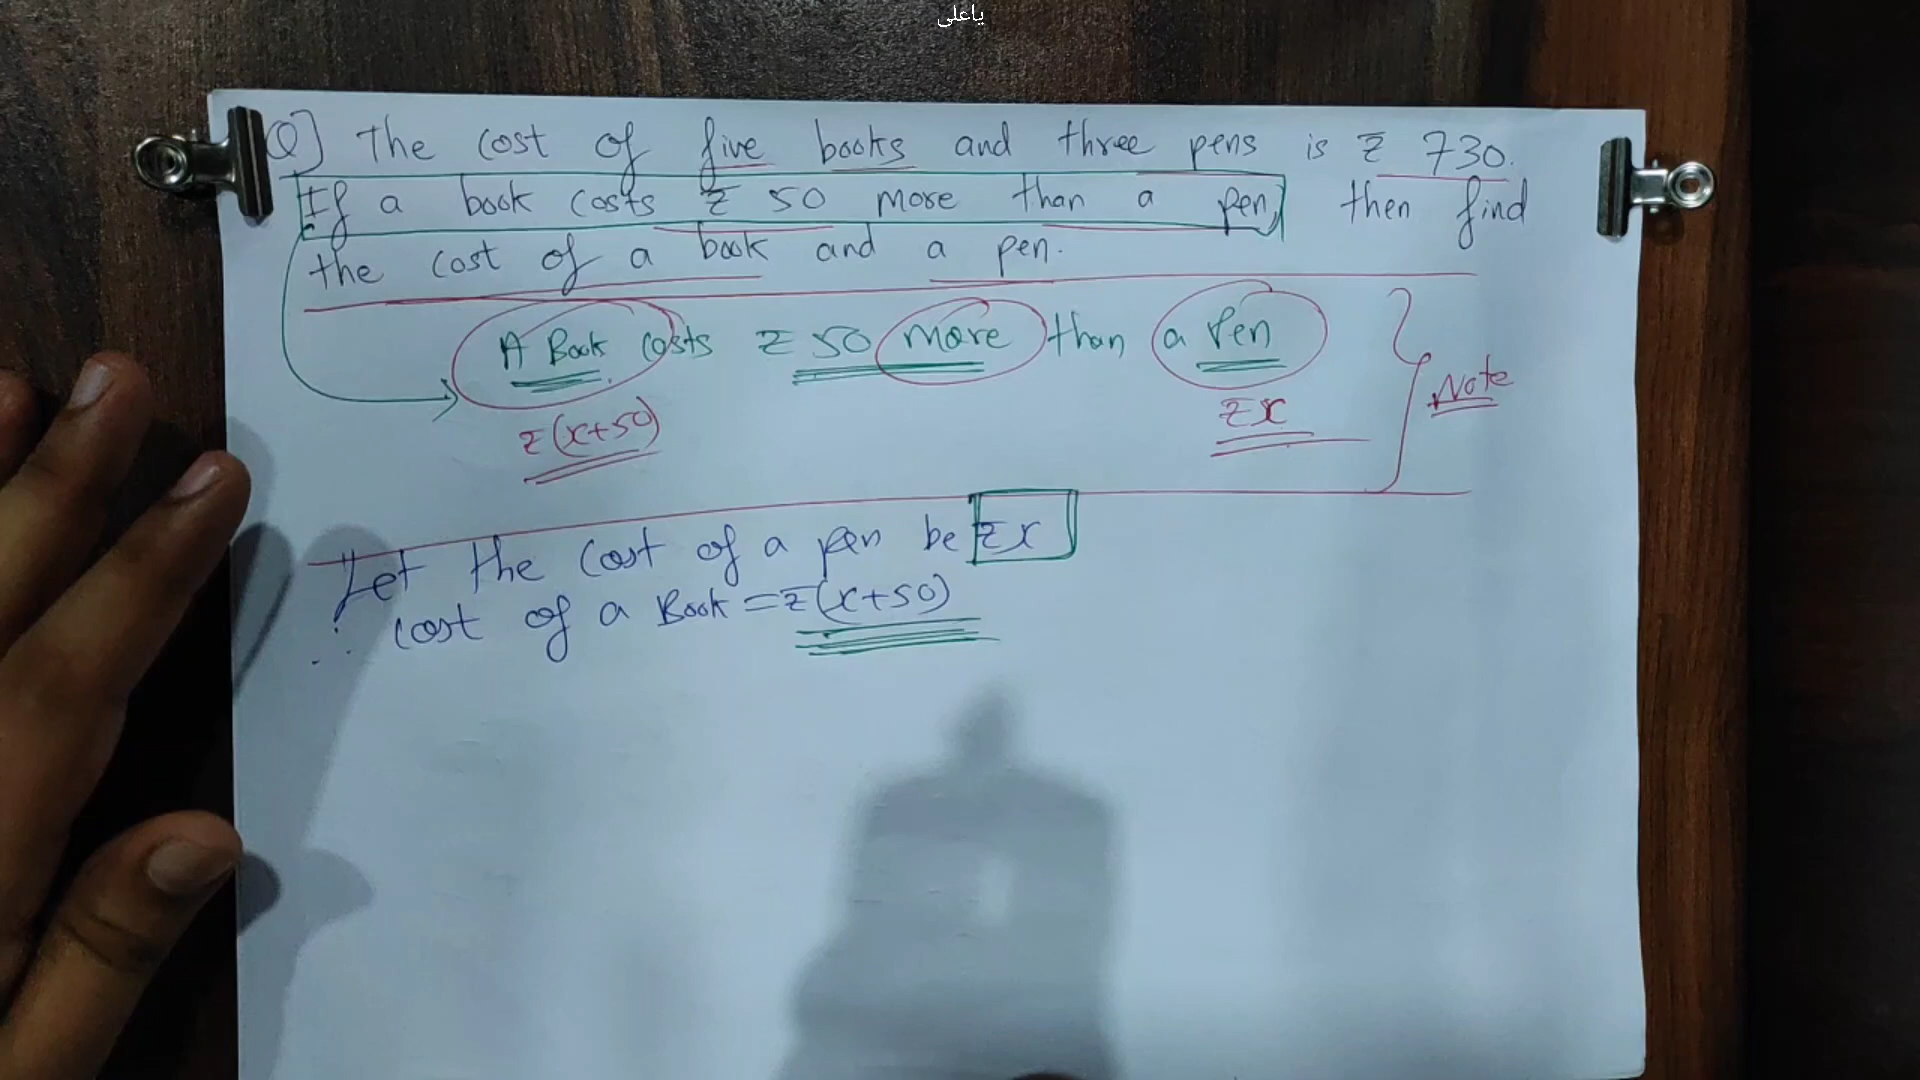 ياعلى
Q] The cost of five books and three pens is ₹ 730.
If a book costs ₹ 50 more than a pen, then find
the cost of a book and a pen.
A Book costs ₹ 50 more than a Pen
₹(x+50) ₹x
Note
Let the cost of a pen be ₹x
∴ cost of a Book = ₹(x+50)